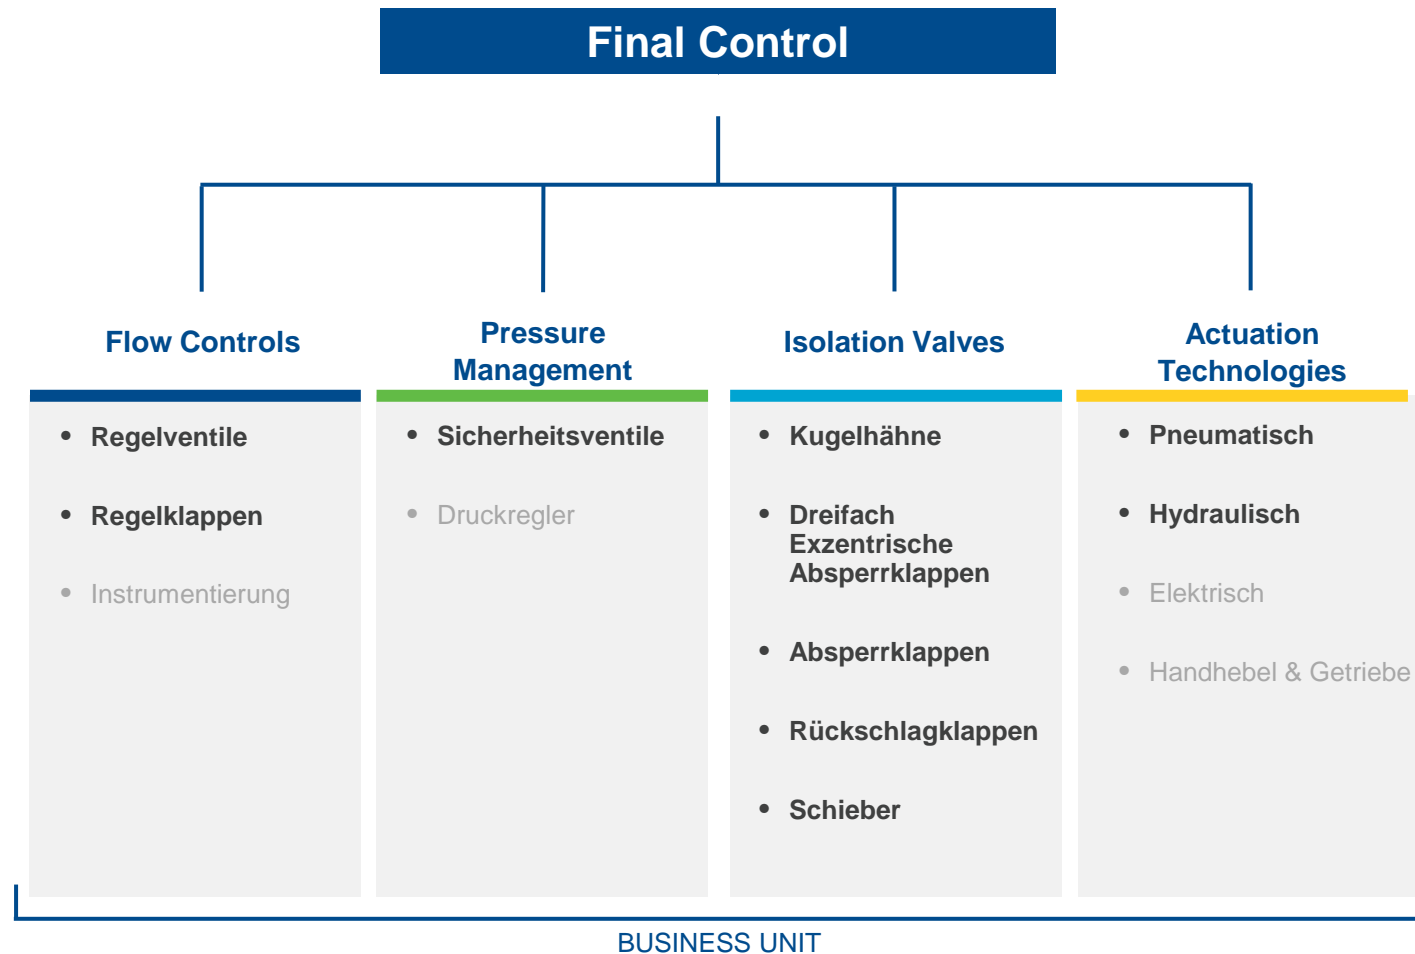 Final Control
Flow Controls
• Regelventile
• Regelklappen
• Instrumentierung
Pressure
Management
• Sicherheitsventile
• Druckregler
Isolation Valves
• Kugelhähne
• Dreifach
Exzentrische
Absperrklappen
• Absperrklappen
• Rückschlagklappen
• Schieber
Actuation
Technologies
• Pneumatisch
• Hydraulisch
• Elektrisch
• Handhebel & Getriebe
BUSINESS UNIT